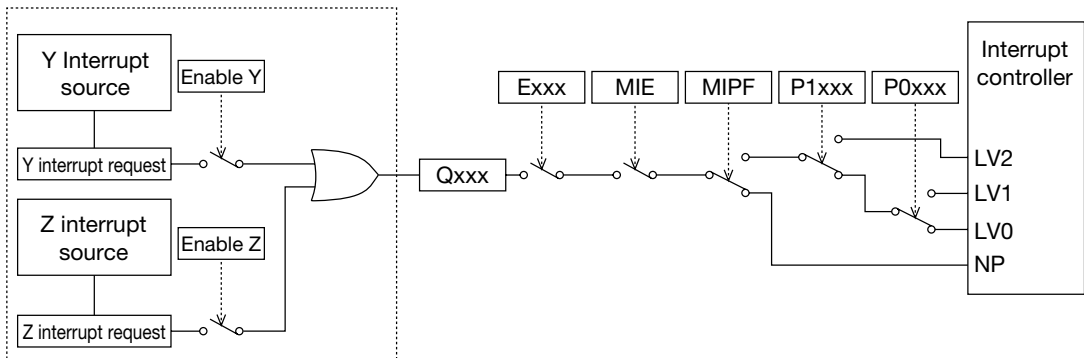 Y Interrupt
source
Enable Y
Y interrupt request
Z interrupt
source
Enable Z
Z interrupt request
Qxxx
Exxx
MIE
MIPF
P1xxx
P0xxx
Interrupt
controller
LV2
LV1
LV0
NP